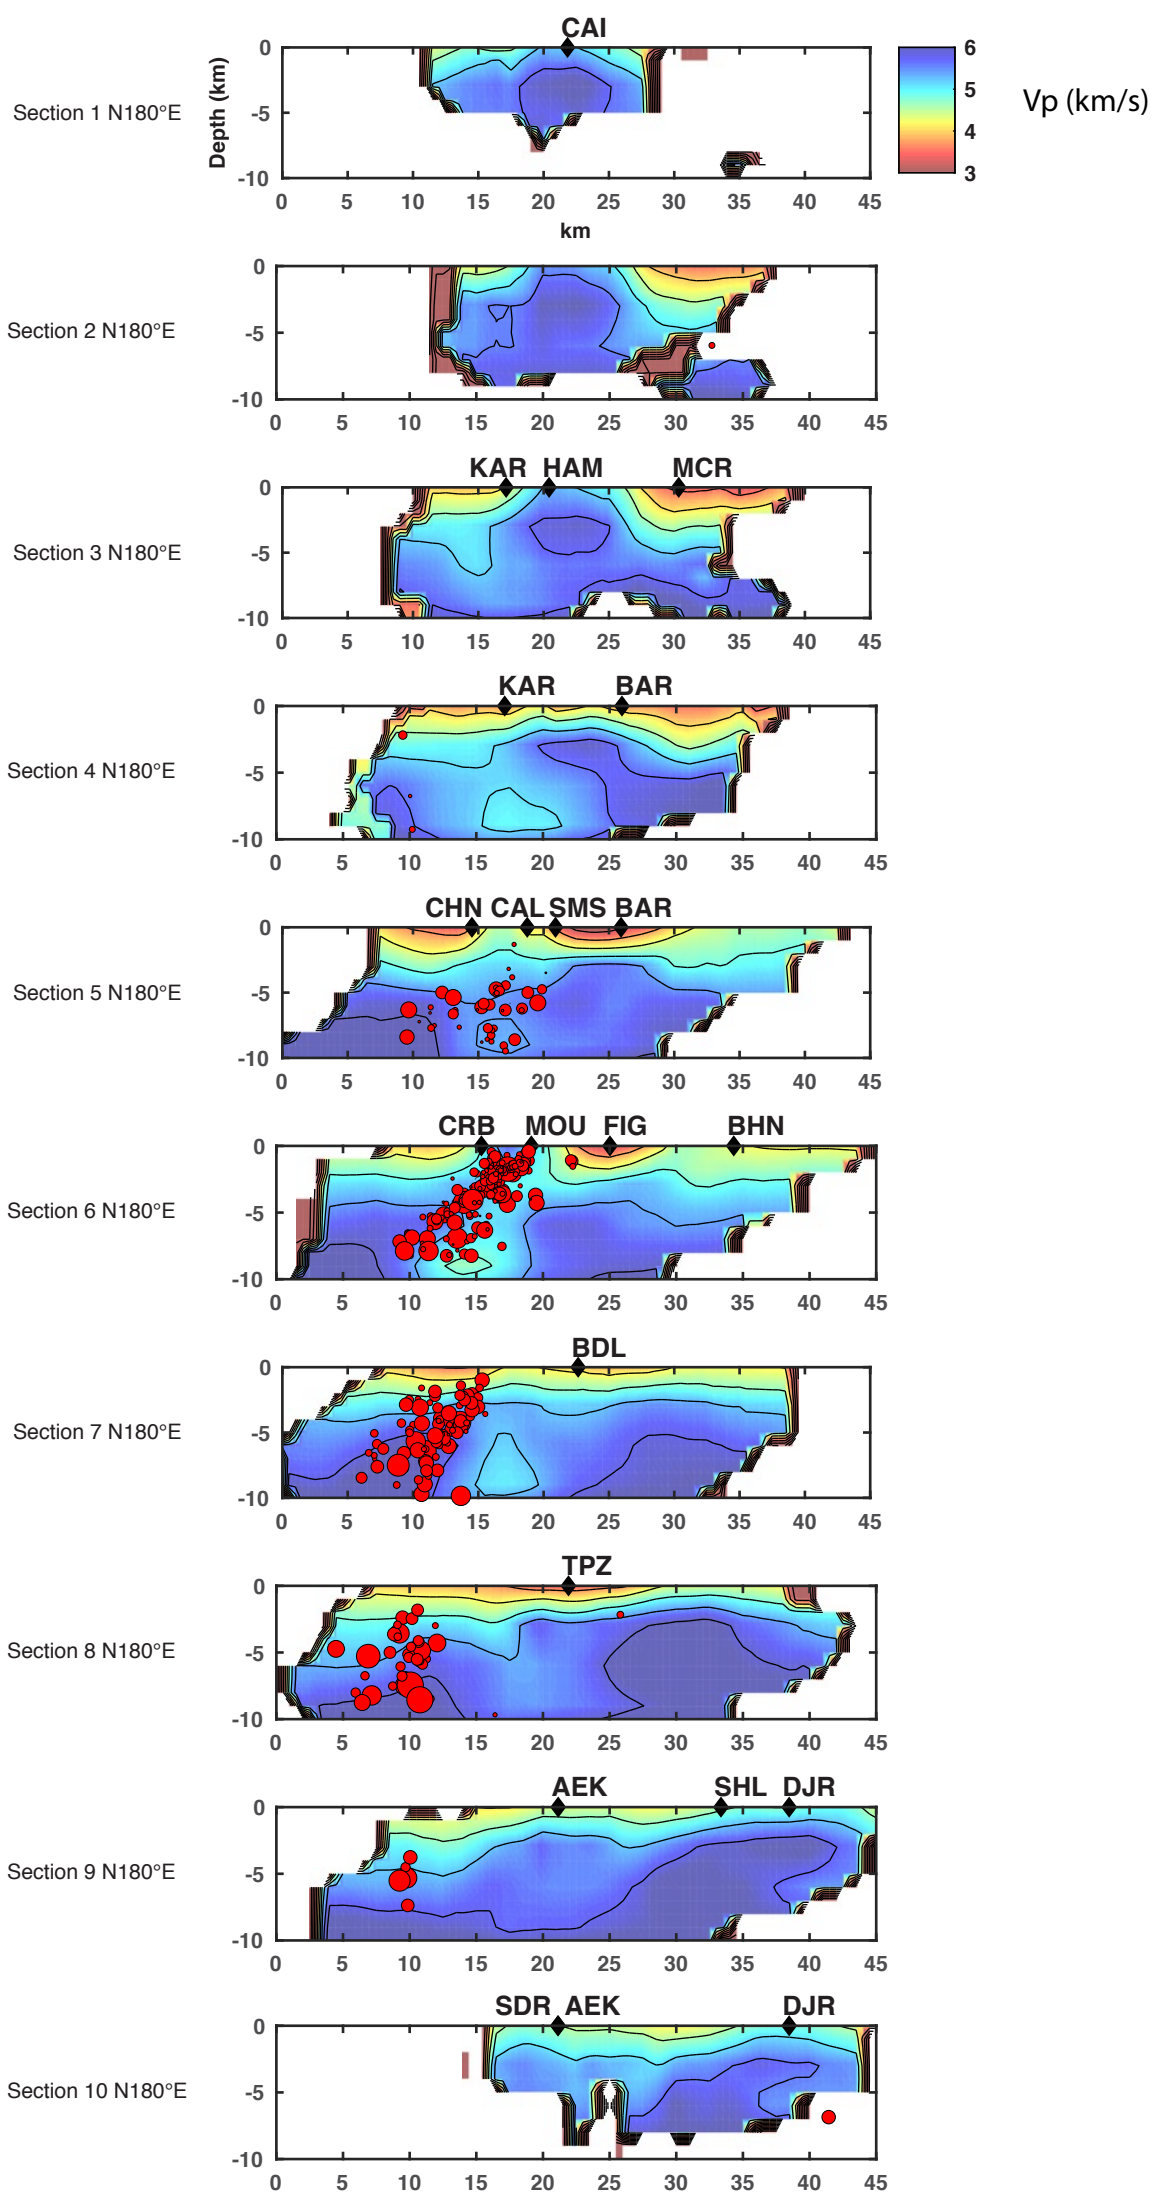 CAI
Section 1 N180°E
Depth (km)
0
-5
-10
0 5 10 15 20 25 30 35 40 45
km
6
5
4
3
Vp (km/s)
Section 2 N180°E
0
-5
-10
0 5 10 15 20 25 30 35 40 45
KAR HAM MCR
Section 3 N180°E
0
-5
-10
0 5 10 15 20 25 30 35 40 45
KAR BAR
Section 4 N180°E
0
-5
-10
0 5 10 15 20 25 30 35 40 45
CHN CAL SMS BAR
Section 5 N180°E
0
-5
-10
0 5 10 15 20 25 30 35 40 45
CRB MOU FIG BHN
Section 6 N180°E
0
-5
-10
0 5 10 15 20 25 30 35 40 45
BDL
Section 7 N180°E
0
-5
-10
0 5 10 15 20 25 30 35 40 45
TPZ
Section 8 N180°E
0
-5
-10
0 5 10 15 20 25 30 35 40 45
AEK SHL DJR
Section 9 N180°E
0
-5
-10
0 5 10 15 20 25 30 35 40 45
SDR AEK DJR
Section 10 N180°E
0
-5
-10
0 5 10 15 20 25 30 35 40 45